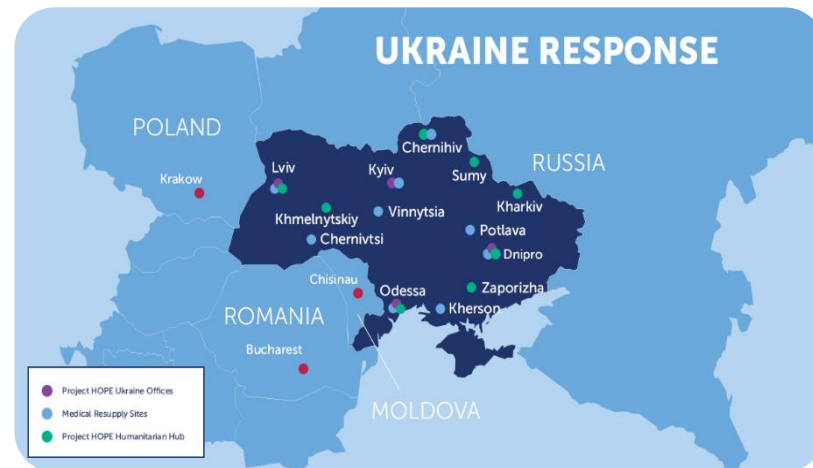 UKRAINE RESPONSE
POLAND
Chernihiv
RUSSIA
Lviv
Kyiv
Sumy
Krakow
Kharkiv
Khmelnytskiy
Vinnytsia
Potlava
Chernivtsi
Dnipro
Chisinau
Odessa
Zaporizha
Kherson
ROMANIA
Bucharest
MOLDOVA
Project HOPE Ukraine Offices
Medical Resupply Sites
Project HOPE Humanitarian Hub